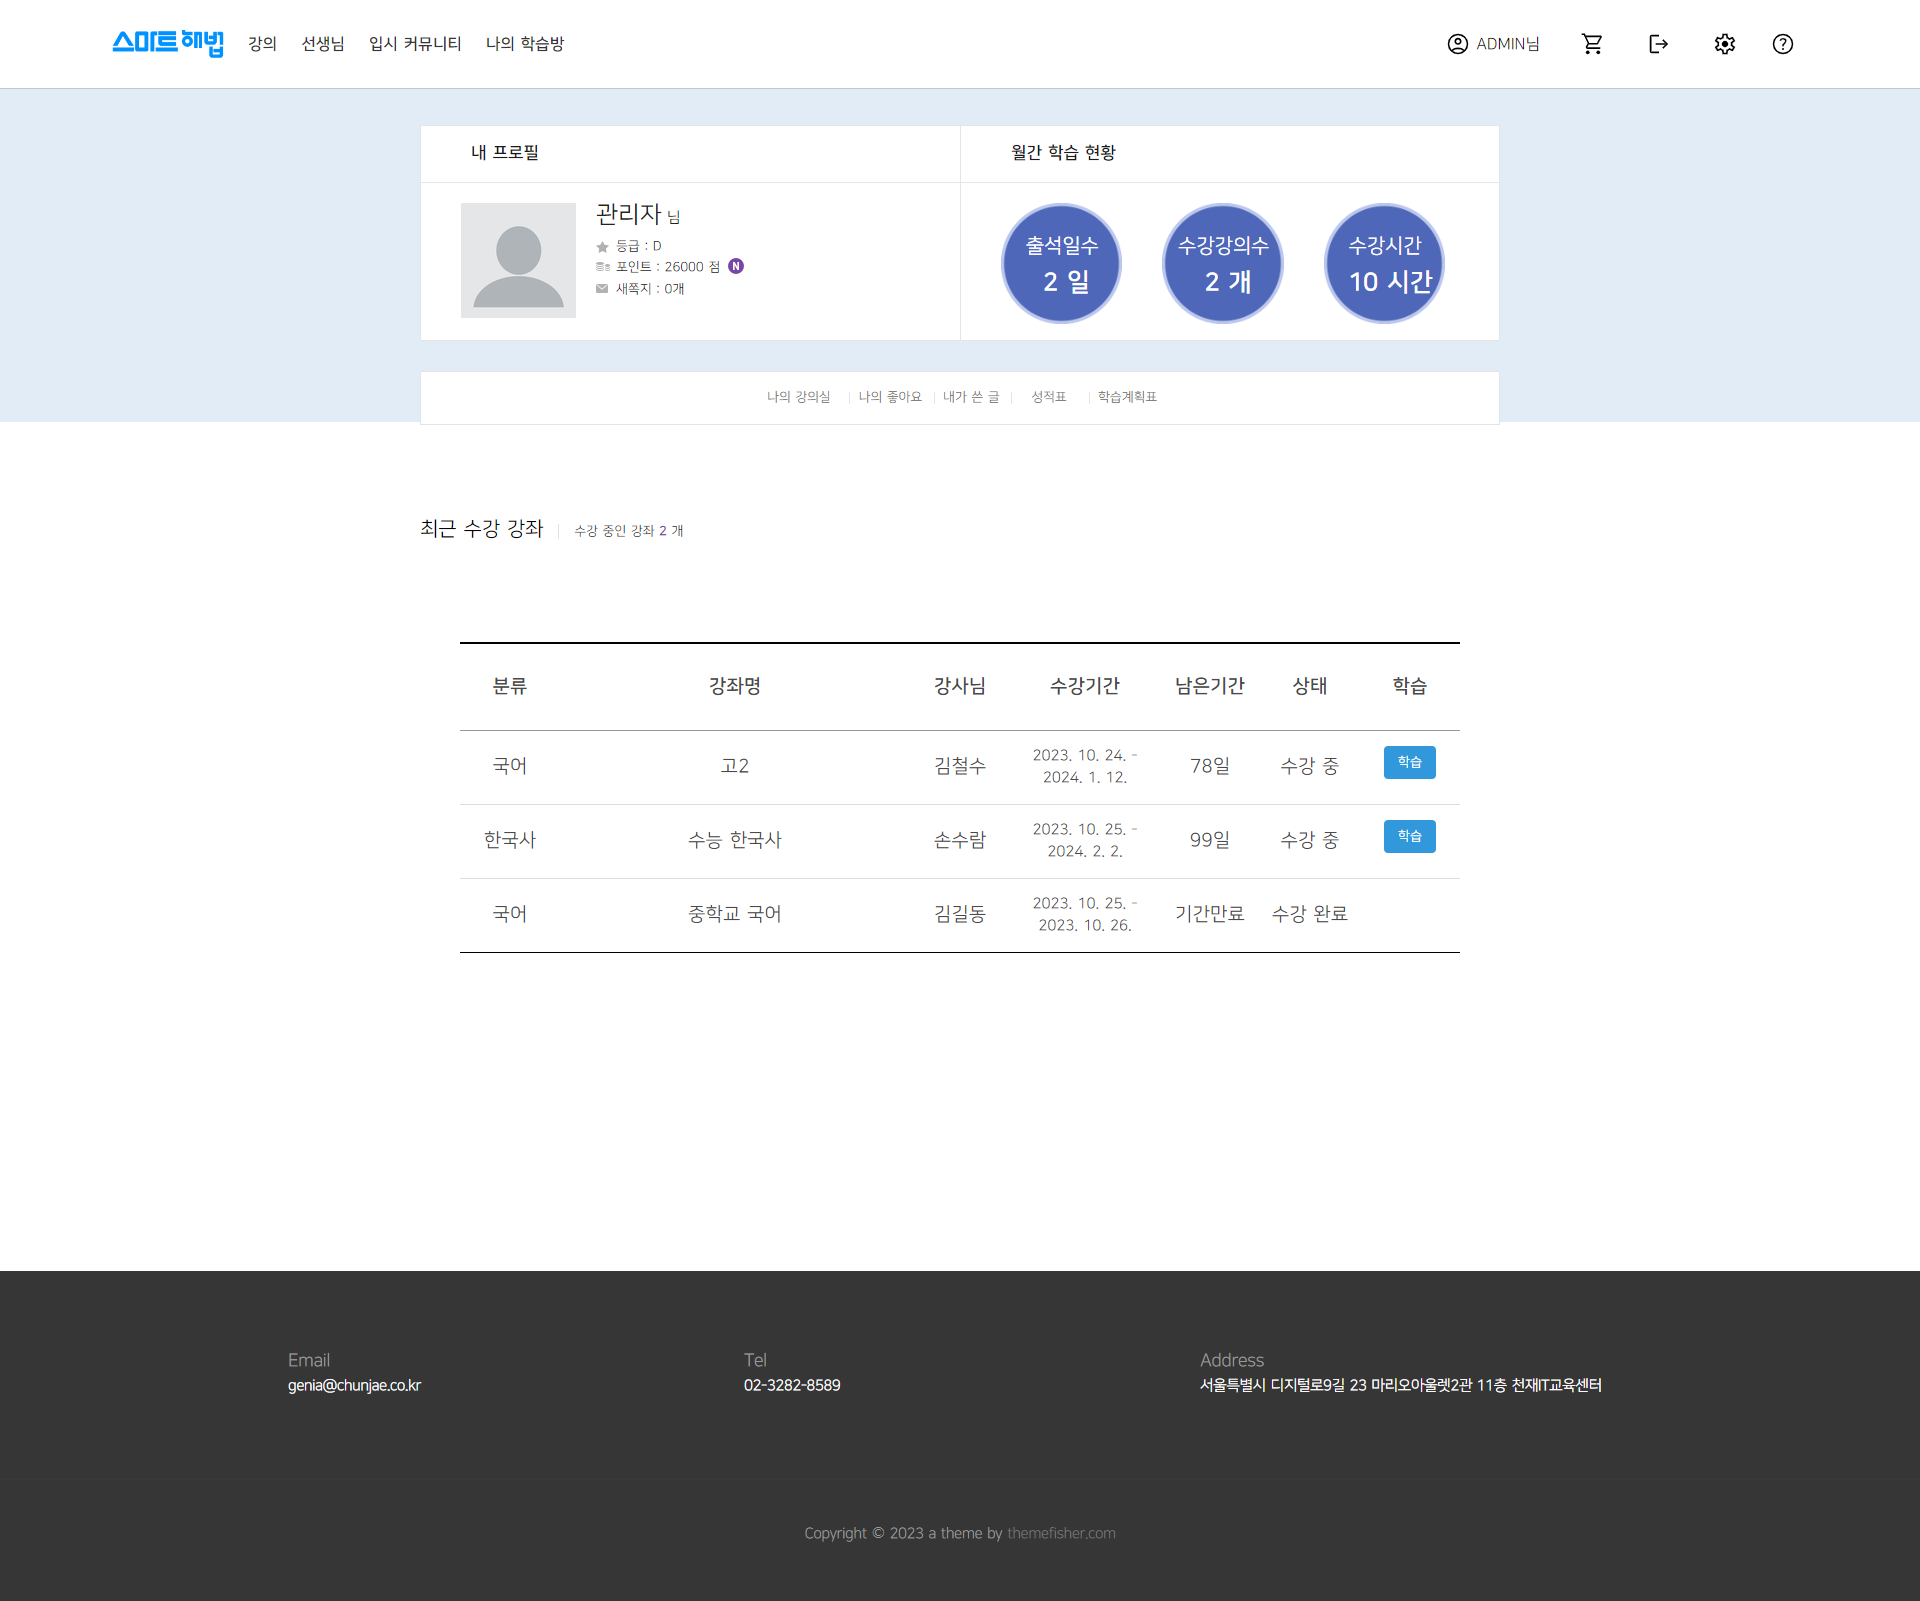 스마트해법 강의 선생님 입시 커뮤니티 나의 학습방 ADMIN님
내 프로필
관리자 님
등급 : D
포인트 : 26000 점 N
새쪽지 : 0개
월간 학습 현황
출석일수
2 일
수강강의수
2 개
수강시간
10 시간
나의 강의실 나의 좋아요 내가 쓴 글 성적표 학습계획표
최근 수강 강좌 수강 중인 강좌 2 개
분류 강좌명 강사님 수강기간 남은기간 상태 학습
국어 고2 김철수 2023. 10. 24. - 78일 수강 중 학습
2024. 1. 12.
한국사 수능 한국사 손수람 2023. 10. 25. - 99일 수강 중 학습
2024. 2. 2.
국어 중학교 국어 김길동 2023. 10. 25. - 기간만료 수강 완료
2023. 10. 26.
Email
genia@chunjae.co.kr
Tel
02-3282-8589
Address
서울특별시 디지털로9길 23 마리오아울렛2관 11층 천재IT교육센터
Copyright © 2023 a theme by themefisher.com